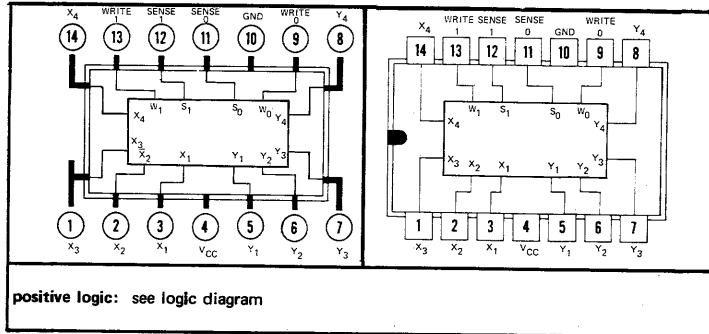 X4 WRITE 1 SENSE 1 SENSE 0 GND WRITE 0 Y4
14 13 12 11 10 9 8
W1 S1 S0 W0
X4 Y4
X3 Y3
X2 X1 Y1 Y2
1 2 3 4 5 6 7
X3 X2 X1 VCC Y1 Y2 Y3
X4 WRITE 1 SENSE 1 SENSE 0 GND WRITE 0 Y4
14 13 12 11 10 9 8
W1 S1 S0 W0
X4 Y4
X3 X2 X1 Y1 Y2 Y3
1 2 3 4 5 6 7
X3 X2 X1 VCC Y1 Y2 Y3
positive logic: see logic diagram